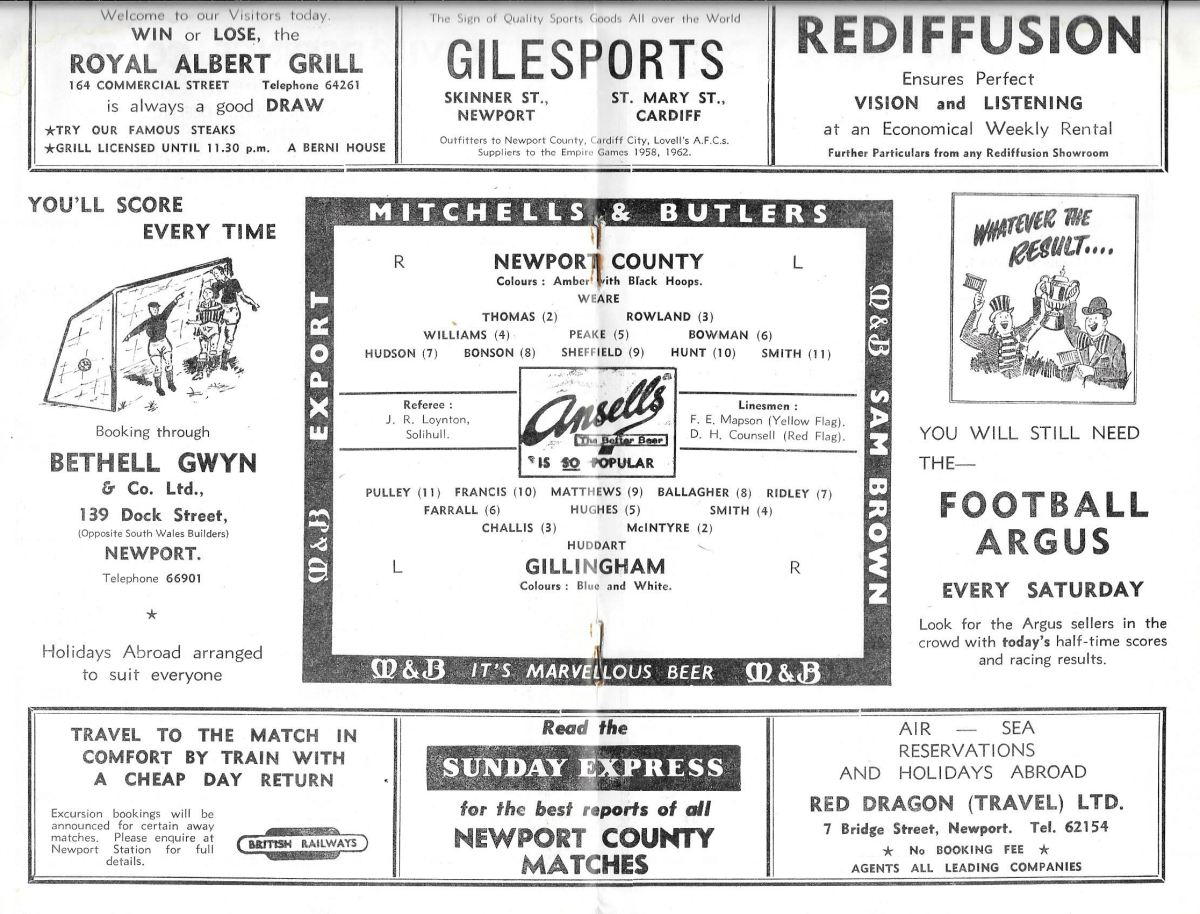 Welcome to our Visitors today.
WIN or LOSE, the
ROYAL ALBERT GRILL
164 COMMERCIAL STREET Telephone 64261
is always a good DRAW
★TRY OUR FAMOUS STEAKS
★GRILL LICENSED UNTIL 11.30 p.m. A BERNI HOUSE
The Sign of Quality Sports Goods All over the World
GILESPORTS
SKINNER ST., ST. MARY ST.,
NEWPORT CARDIFF
Outfitters to Newport County, Cardiff City, Lovell's A.F.C.s.
Suppliers to the Empire Games 1958, 1962.
REDIFFUSION
Ensures Perfect
VISION and LISTENING
at an Economical Weekly Rental
Further Particulars from any Rediffusion Showroom
YOU'LL SCORE
EVERY TIME
Booking through
BETHELL GWYN
& Co. Ltd.,
139 Dock Street,
(Opposite South Wales Builders)
NEWPORT.
Telephone 66901
★
Holidays Abroad arranged
to suit everyone
MITCHELLS & BUTLERS
M&B EXPORT
R NEWPORT COUNTY L
Colours : Amber with Black Hoops.
WEARE
THOMAS (2) ROWLAND (3)
WILLIAMS (4) PEAKE (5) BOWMAN (6)
HUDSON (7) BONSON (8) SHEFFIELD (9) HUNT (10) SMITH (11)
Referee :
J. R. Loynton,
Solihull.
Ansells
The Better Beer
IS SO POPULAR
Linesmen :
F. E. Mapson (Yellow Flag).
D. H. Counsell (Red Flag).
PULLEY (11) FRANCIS (10) MATTHEWS (9) BALLAGHER (8) RIDLEY (7)
FARRALL (6) HUGHES (5) SMITH (4)
CHALLIS (3) McINTYRE (2)
HUDDART
L GILLINGHAM R
Colours : Blue and White.
M&B SAM BROWN
M&B IT'S MARVELLOUS BEER M&B
WHATEVER THE
RESULT....
YOU WILL STILL NEED
THE—
FOOTBALL
ARGUS
EVERY SATURDAY
Look for the Argus sellers in the
crowd with today's half-time scores
and racing results.
TRAVEL TO THE MATCH IN
COMFORT BY TRAIN WITH
A CHEAP DAY RETURN
Excursion bookings will be
announced for certain away
matches. Please enquire at
Newport Station for full
details.
BRITISH RAILWAYS
Read the
SUNDAY EXPRESS
for the best reports of all
NEWPORT COUNTY
MATCHES
AIR — SEA
RESERVATIONS
AND HOLIDAYS ABROAD
RED DRAGON (TRAVEL) LTD.
7 Bridge Street, Newport. Tel. 62154
★ No BOOKING FEE ★
AGENTS ALL LEADING COMPANIES